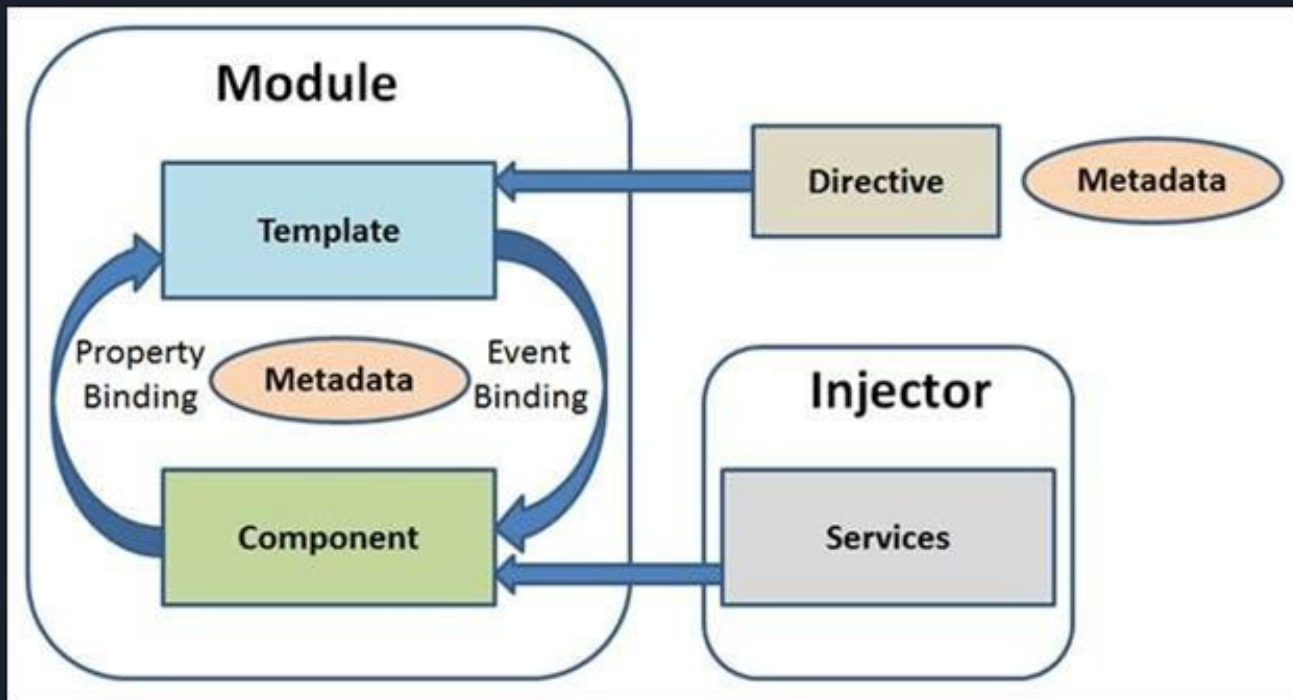 Module
Template
Directive
Metadata
Property
Binding
Metadata
Event
Binding
Component
Injector
Services